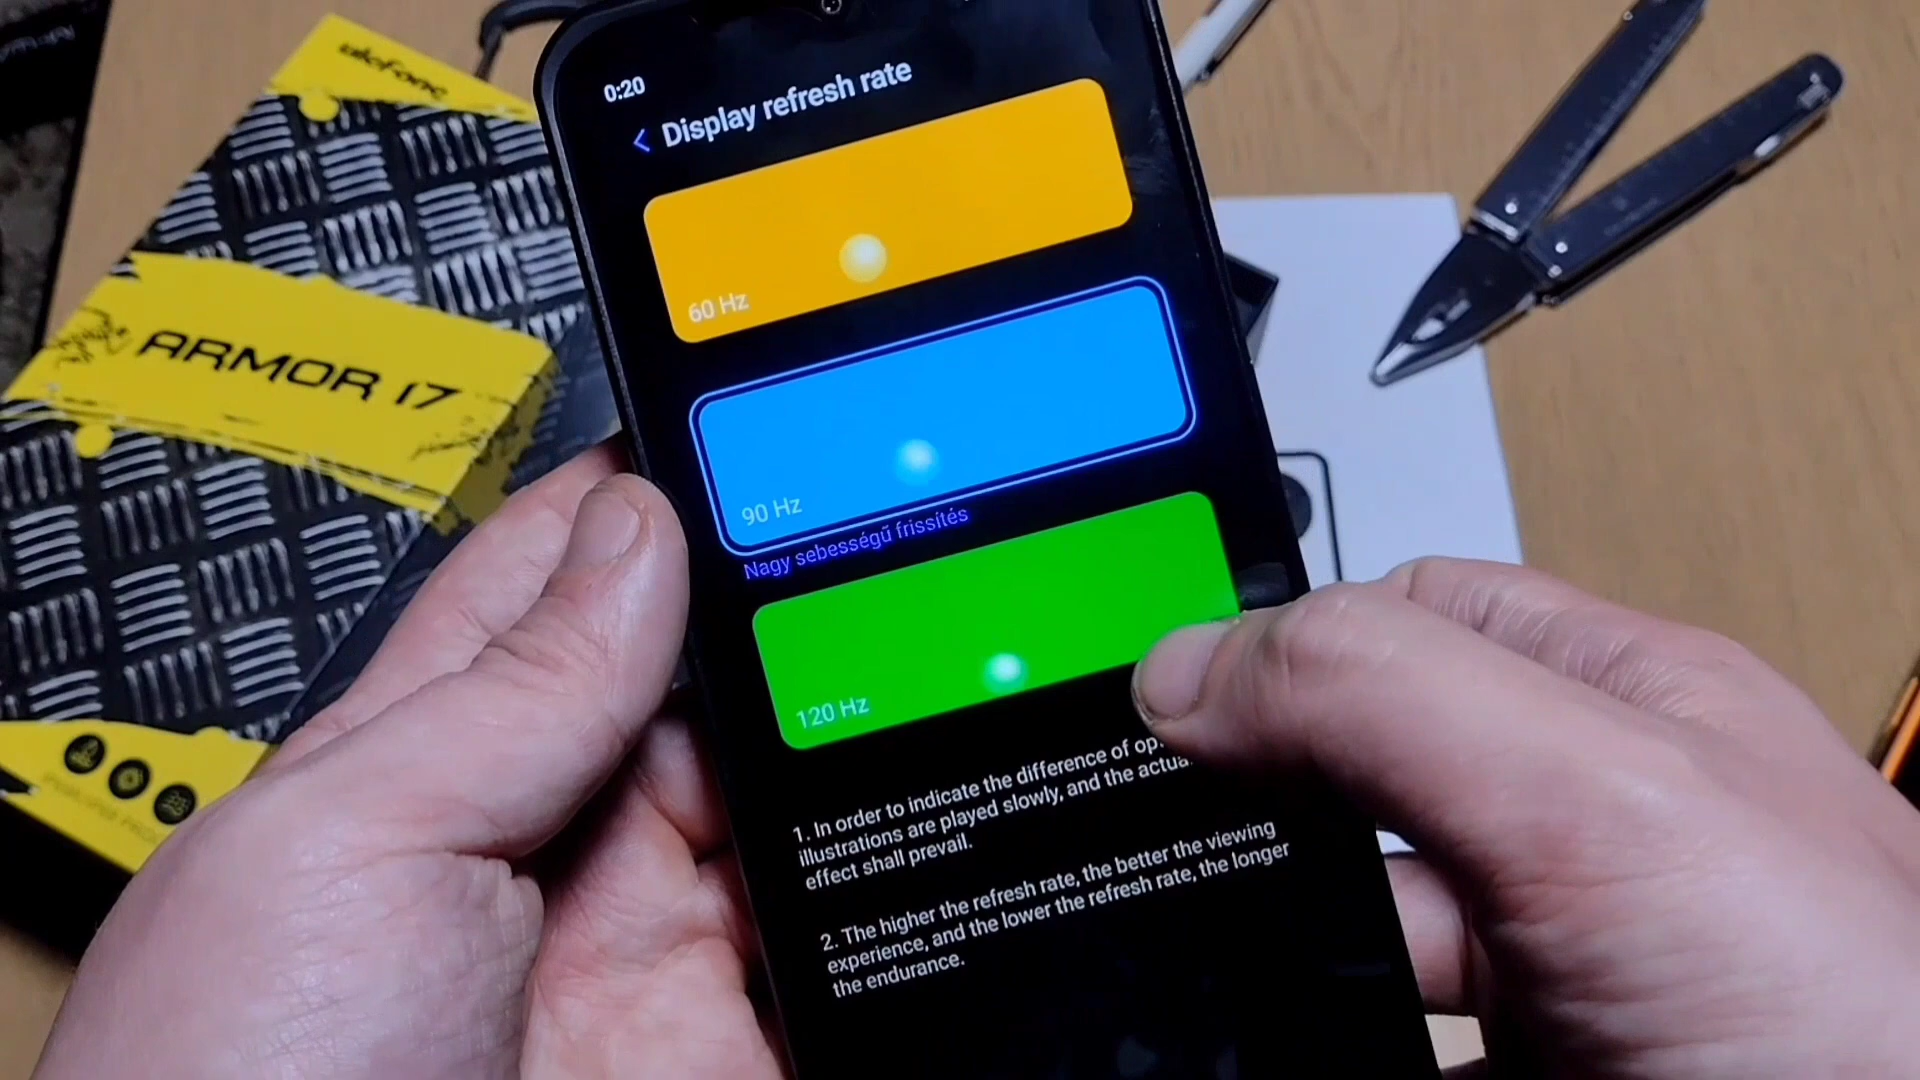 ulefone
ARMOR 17
0:20
Display refresh rate
60 Hz
90 Hz
Nagy sebességű frissítés
120 Hz
1. In order to indicate the difference of
illustrations are played slowly, and the
effect shall prevail.
2. The higher the refresh rate, the better the viewing
experience, and the lower the refresh rate, the longer
the endurance.